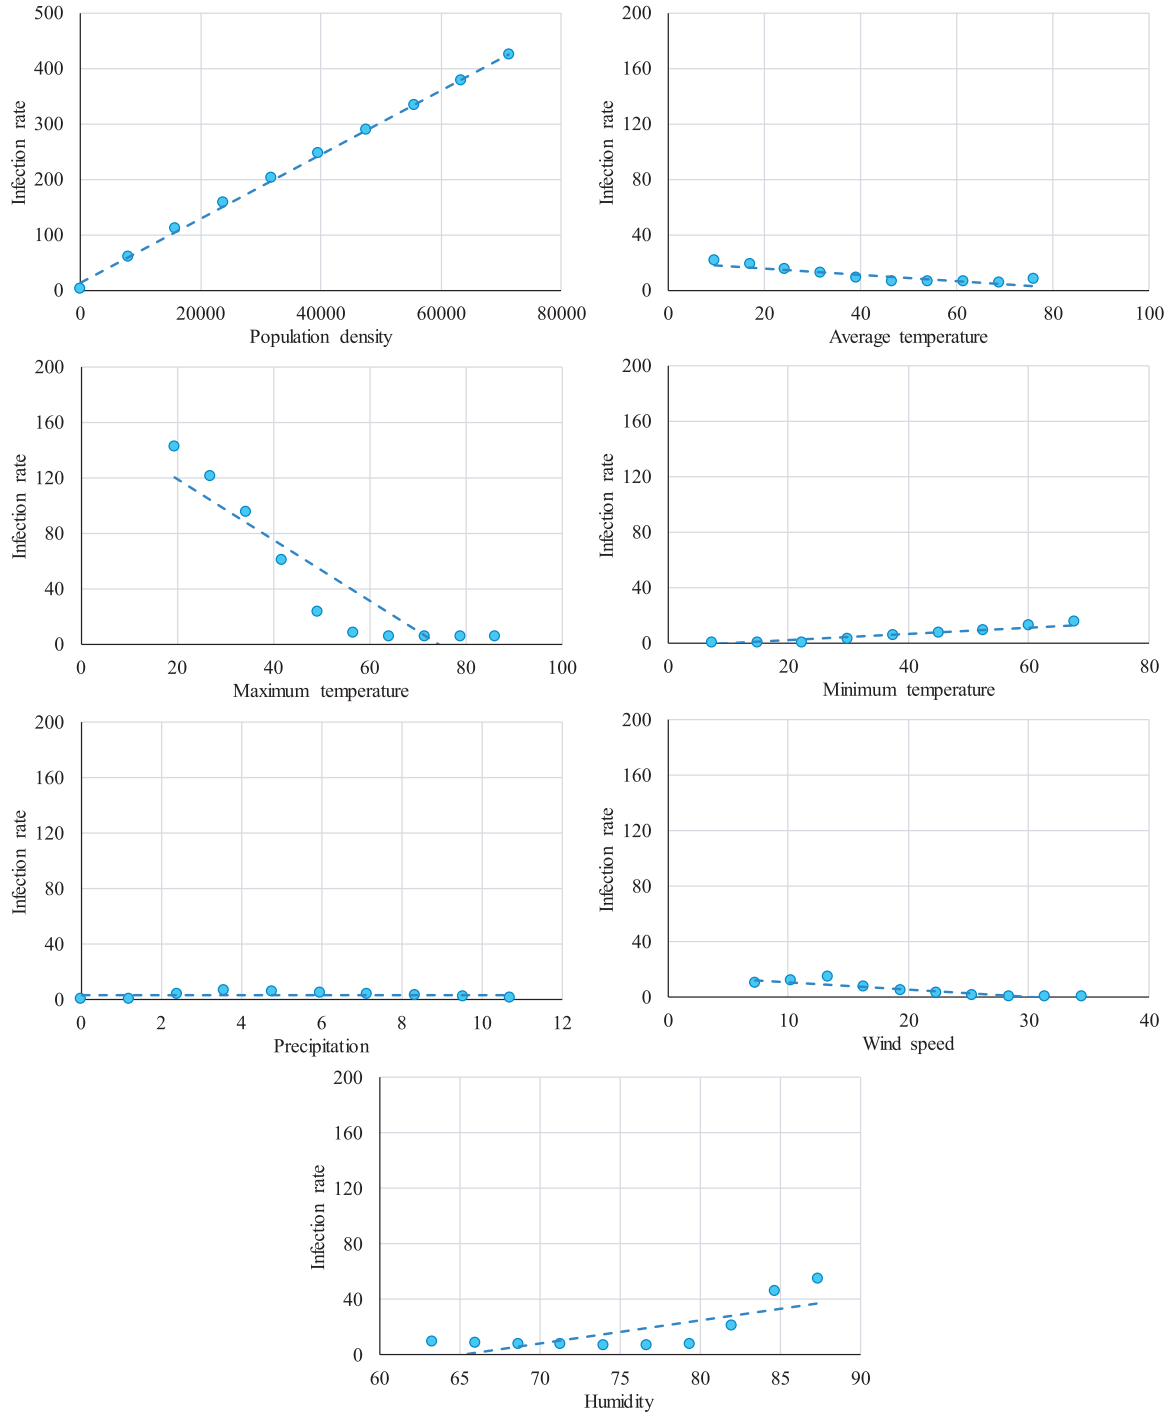 500
400
300
200
100
0
Infection rate
0 20000 40000 60000 80000
Population density
200
160
120
80
40
0
Infection rate
0 20 40 60 80 100
Average temperature
200
160
120
80
40
0
Infection rate
0 20 40 60 80 100
Maximum temperature
200
160
120
80
40
0
Infection rate
0 20 40 60 80
Minimum temperature
200
160
120
80
40
0
Infection rate
0 2 4 6 8 10 12
Precipitation
200
160
120
80
40
0
Infection rate
0 10 20 30 40
Wind speed
200
160
120
80
40
0
Infection rate
60 65 70 75 80 85 90
Humidity